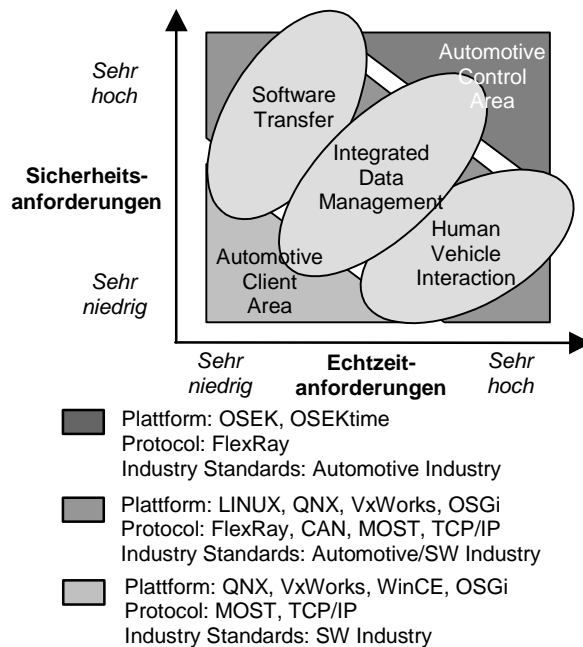 Sehr
hoch
Sicherheits-
anforderungen
Sehr
niedrig
Software
Transfer
Automotive
Control
Area
Integrated
Data
Management
Human
Vehicle
Interaction
Automotive
Client
Area
Sehr
niedrig
Echtzeit-
anforderungen
Sehr
hoch
Plattform: OSEK, OSEKtime
Protocol: FlexRay
Industry Standards: Automotive Industry
Plattform: LINUX, QNX, VxWorks, OSGi
Protocol: FlexRay, CAN, MOST, TCP/IP
Industry Standards: Automotive/SW Industry
Plattform: QNX, VxWorks, WinCE, OSGi
Protocol: MOST, TCP/IP
Industry Standards: SW Industry